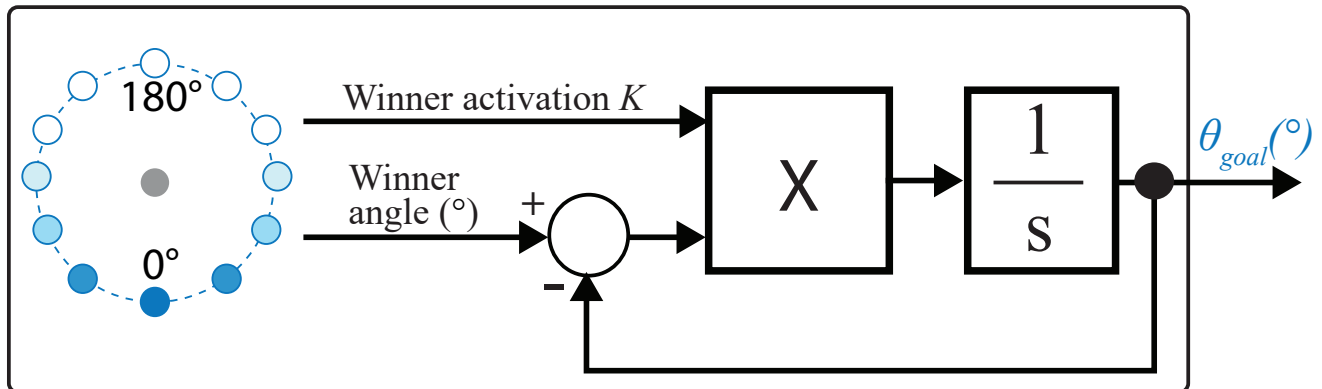 180°
0°
Winner activation K
Winner
angle (°)
+
-
X
1
s
θgoal(°)